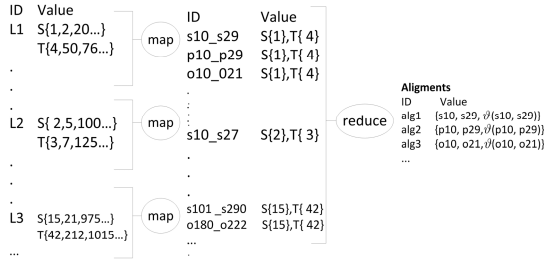 ID Value
L1 S{1,2,20...}
T{4,50,76...}
.
.
L2 S{ 2,5,100...}
T{3,7,125...}
.
.
.
L3 S{15,21,975...}
T{42,212,1015...}
...
map
map
map
ID Value
s10_s29 S{1},T{ 4}
p10_p29 S{1},T{ 4}
o10_021 S{1},T{ 4}
.
:
:
s10_s27 S{2},T{ 3}
.
.
.
s101 _s290 S{15},T{ 42}
o180_o222 S{15},T{ 42}
...
.
reduce
Aligments
ID Value
alg1 {s10, s29, 𝜗(s10, s29)}
alg2 {p10, p29,𝜗(p10, p29)}
alg3 {o10, o21,𝜗(o10, o21)}
...